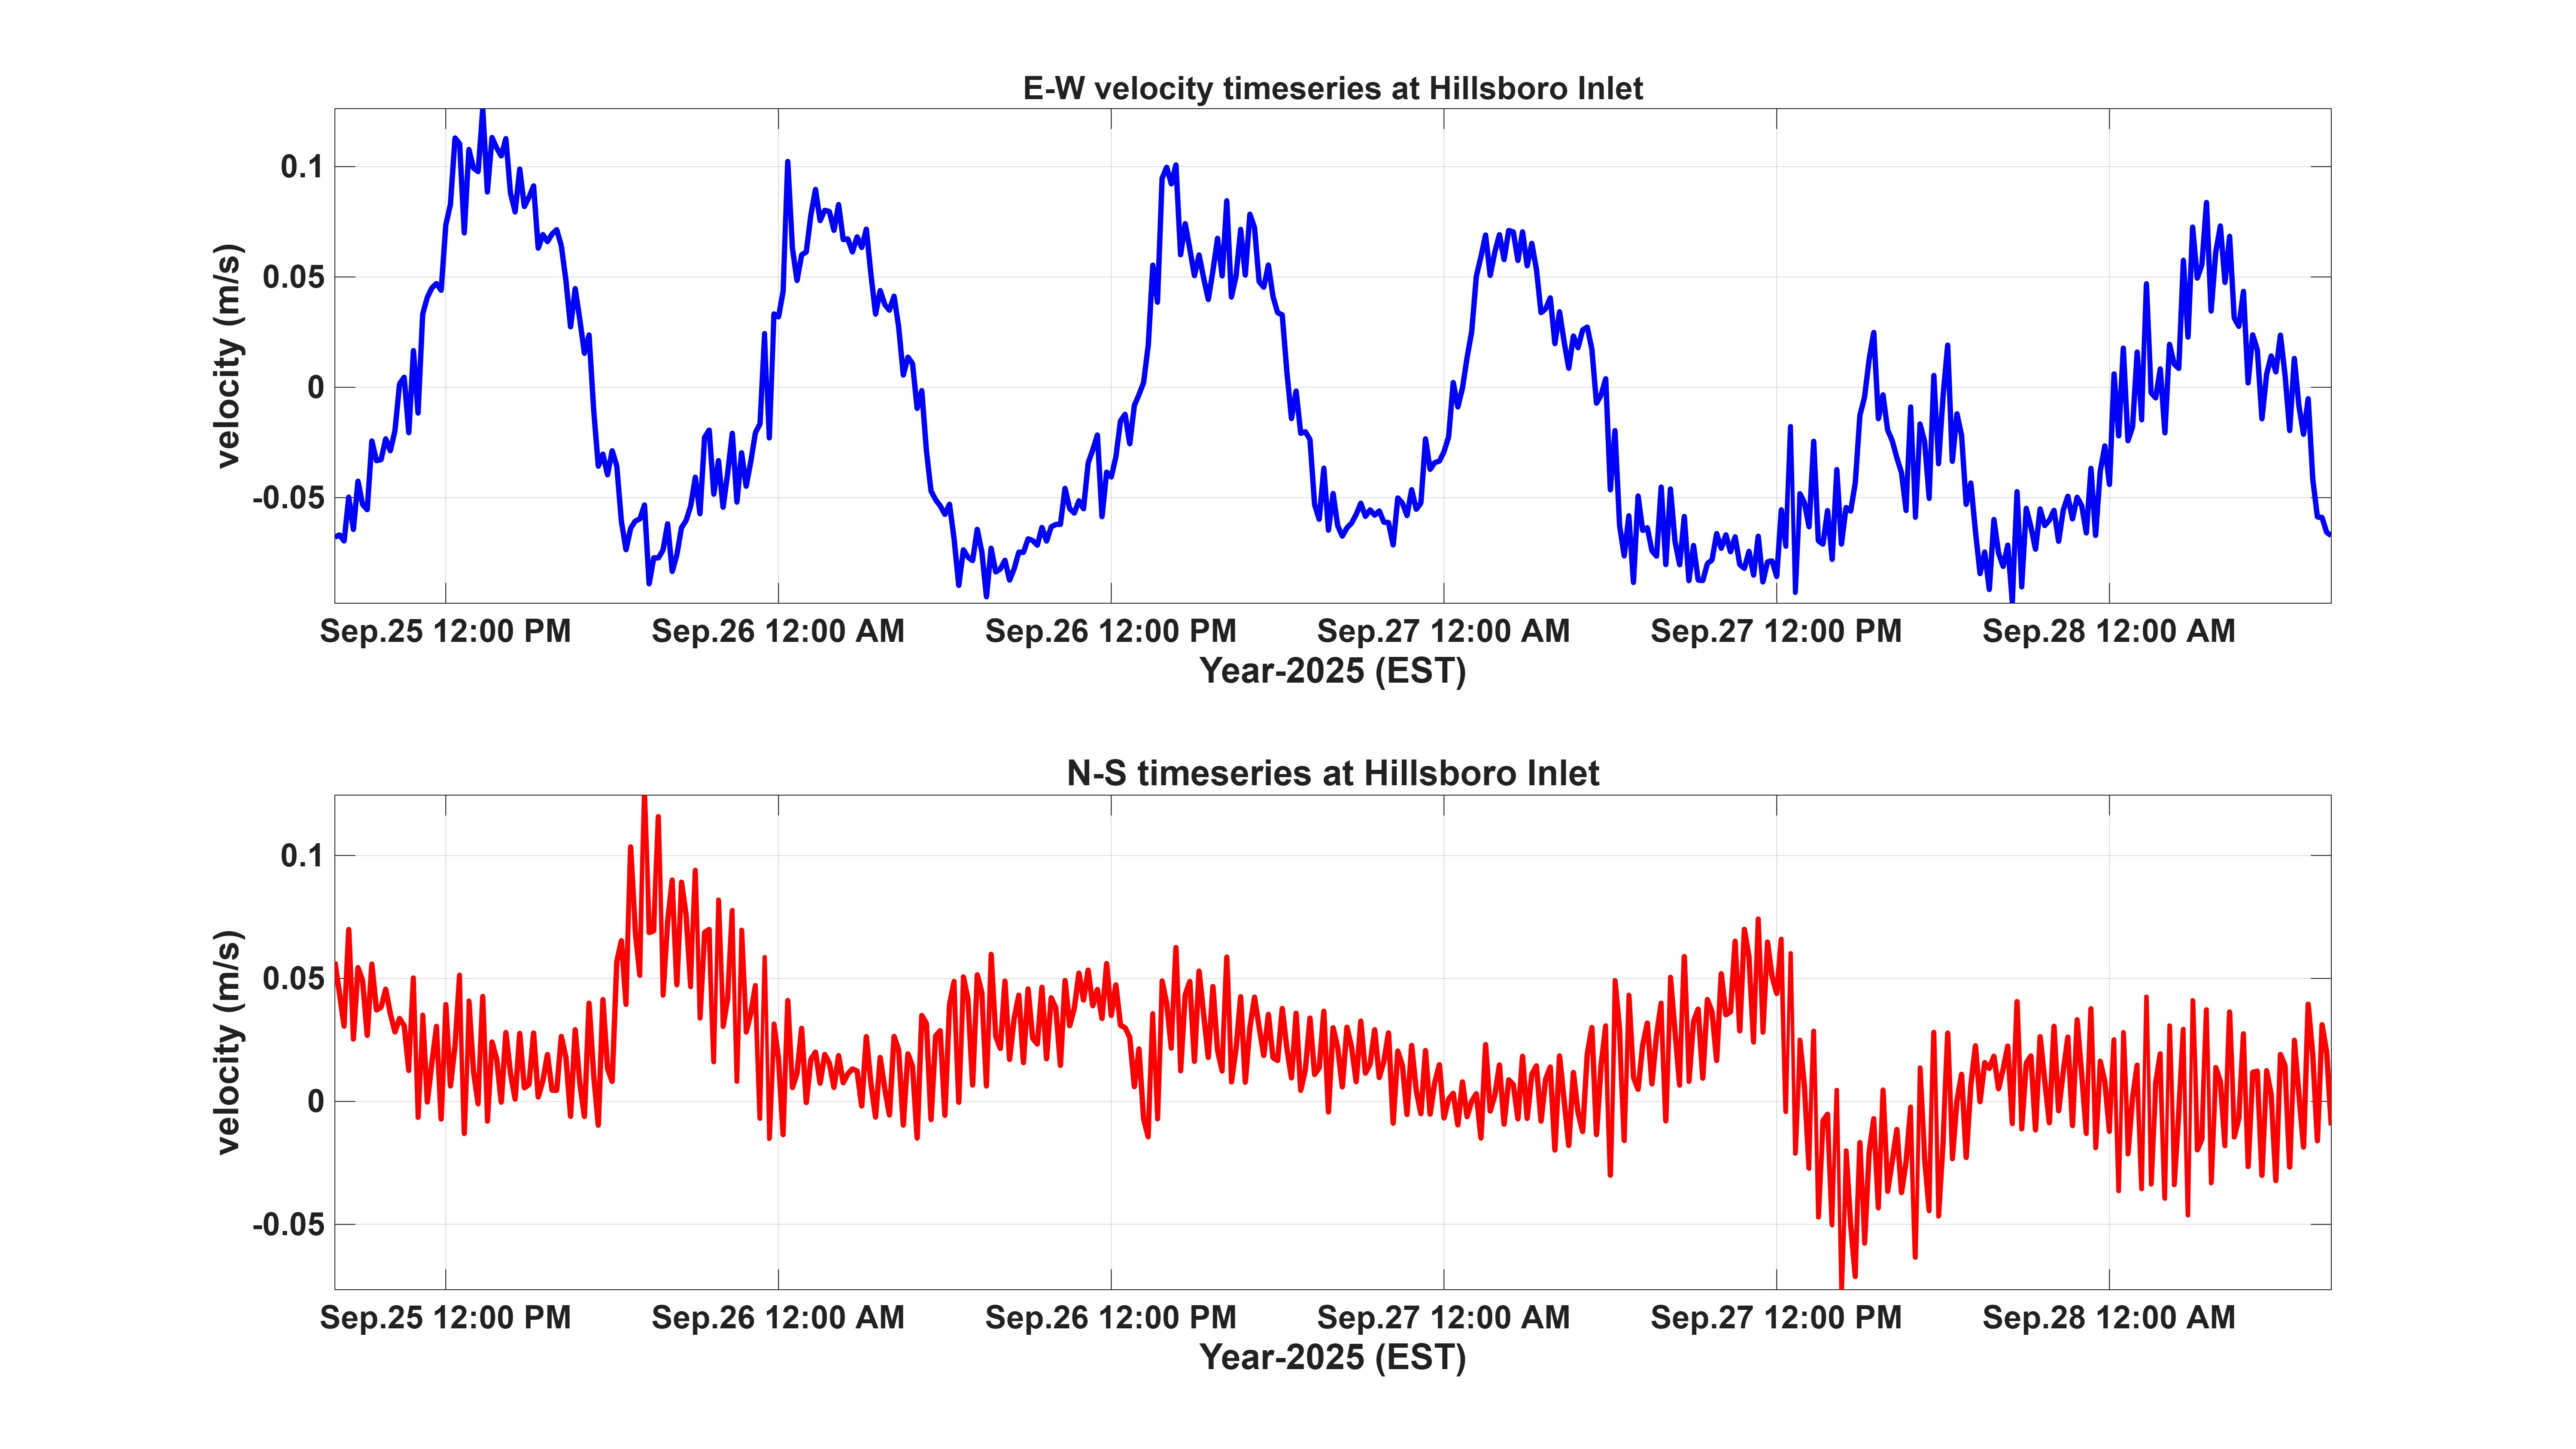 E-W velocity timeseries at Hillsboro Inlet
velocity (m/s)
0.1
0.05
0
-0.05
Sep.25 12:00 PM Sep.26 12:00 AM Sep.26 12:00 PM Sep.27 12:00 AM Sep.27 12:00 PM Sep.28 12:00 AM
Year-2025 (EST)
N-S timeseries at Hillsboro Inlet
velocity (m/s)
0.1
0.05
0
-0.05
Sep.25 12:00 PM Sep.26 12:00 AM Sep.26 12:00 PM Sep.27 12:00 AM Sep.27 12:00 PM Sep.28 12:00 AM
Year-2025 (EST)